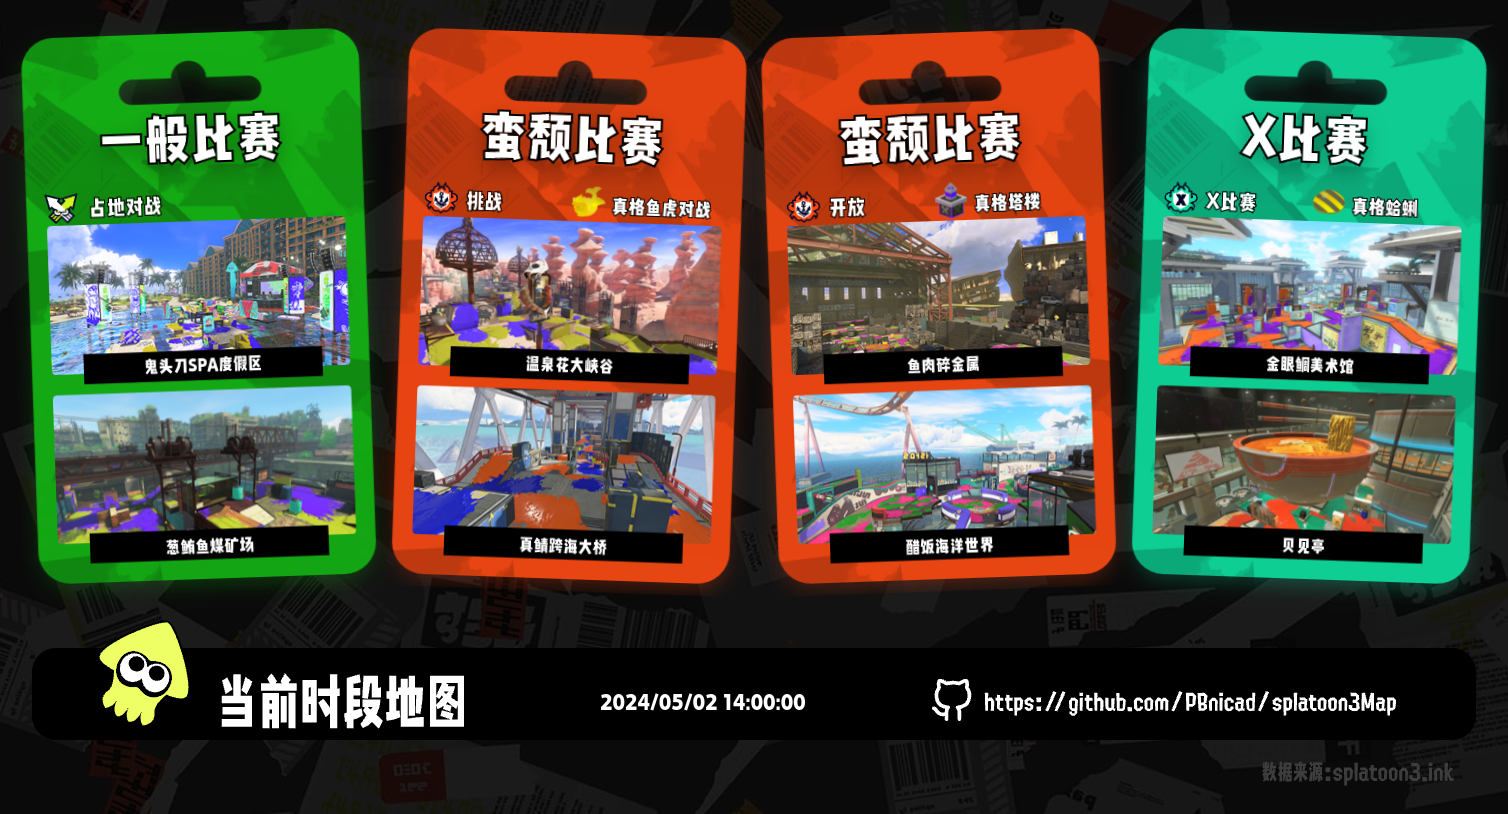 一般比赛
占地对战
鬼头刀SPA度假区
葱鲔鱼煤矿场
蛮颓比赛
挑战
真格鱼虎对战
温泉花大峡谷
真鲭跨海大桥
蛮颓比赛
开放
真格塔楼
鱼肉碎金属
醋饭海洋世界
X比赛
X比赛
真格蛤蜊
金眼鲷美术馆
贝见亭
当前时段地图
2024/05/02 14:00:00
https://github.com/PBnicad/splatoon3Map
数据来源:splatoon3.ink